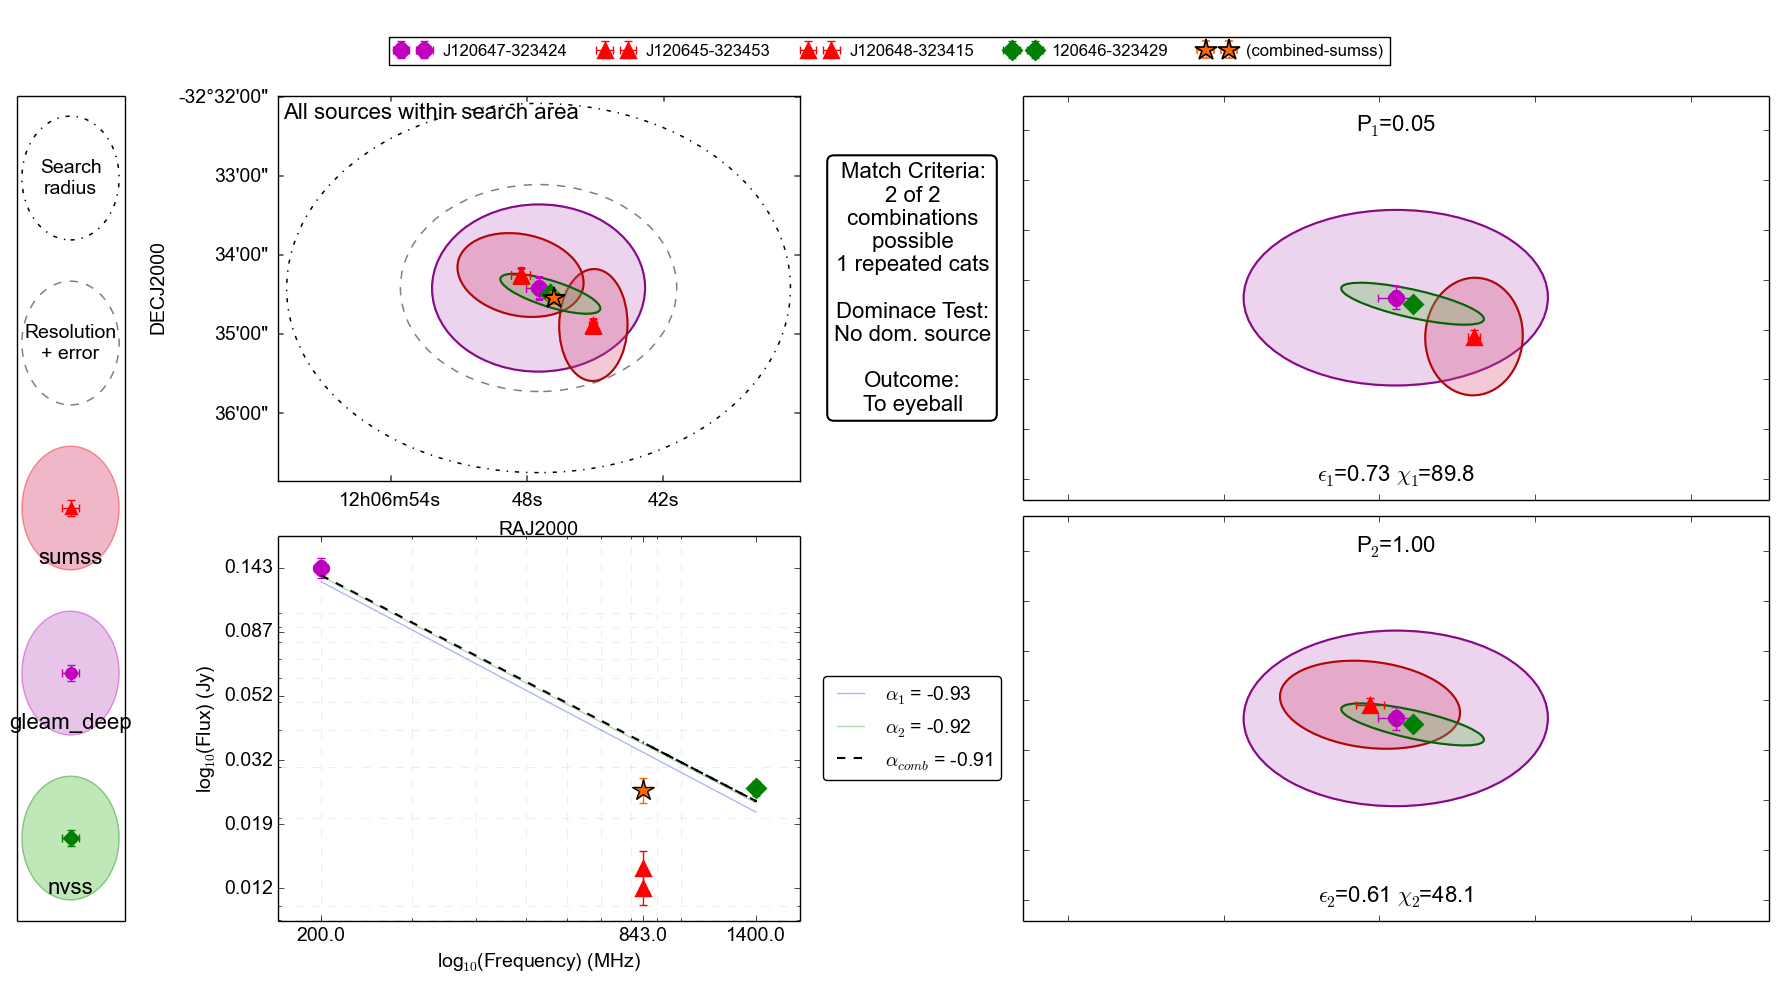 J120647-323424
J120645-323453
J120648-323415
120646-323429
(combined-sumss)
Search
radius
Resolution
+ error
sumss
gleam_deep
nvss
All sources within search area
-32°32'00"
33'00"
34'00"
35'00"
36'00"
DECJ2000
12h06m54s
48s
42s
RAJ2000
Match Criteria:
2 of 2
combinations
possible
1 repeated cats
Dominace Test:
No dom. source
Outcome:
To eyeball
P1=0.05
ϵ1=0.73 χ1=89.8
P2=1.00
ϵ2=0.61 χ2=48.1
0.143
0.087
0.052
0.032
0.019
0.012
log10(Flux) (Jy)
200.0
843.0
1400.0
log10(Frequency) (MHz)
α1 = -0.93
α2 = -0.92
αcomb = -0.91